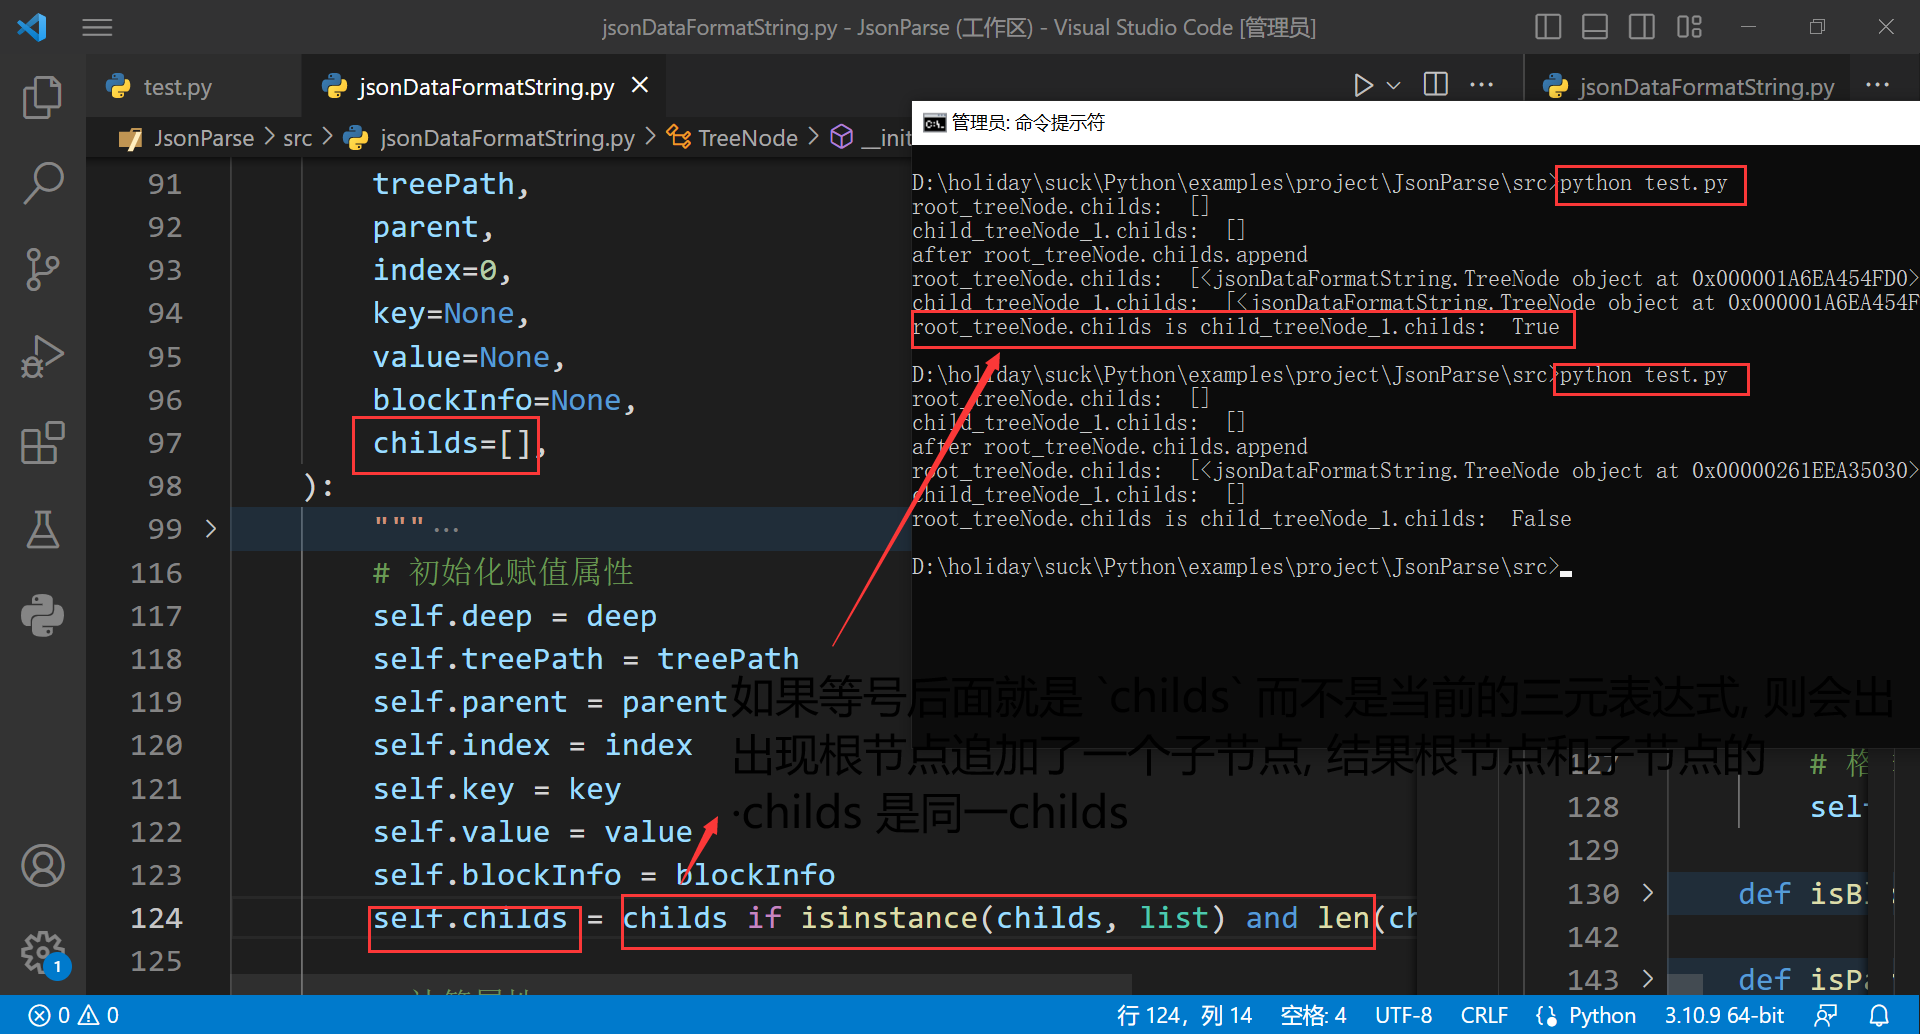 jsonDataFormatString.py - JsonParse (工作区) - Visual Studio Code [管理员]
test.py
jsonDataFormatString.py
jsonDataFormatString.py
JsonParse > src > jsonDataFormatString.py > TreeNode > __init
91 treePath,
92 parent,
93 index=0,
94 key=None,
95 value=None,
96 blockInfo=None,
97 childs=[],
98 ):
99 """…
116 # 初始化赋值属性
117 self.deep = deep
118 self.treePath = treePath
119 self.parent = parent
120 self.index = index
121 self.key = key
122 self.value = value
123 self.blockInfo = blockInfo
124 self.childs = childs if isinstance(childs, list) and len(ch
125
管理员: 命令提示符
D:\holiday\suck\Python\examples\project\JsonParse\src>python test.py
root_treeNode.childs:  []
child_treeNode_1.childs:  []
after root_treeNode.childs.append
root_treeNode.childs:  [<jsonDataFormatString.TreeNode object at 0x000001A6EA454FD0>
child_treeNode_1.childs:  [<jsonDataFormatString.TreeNode object at 0x000001A6EA454F
root_treeNode.childs is child_treeNode_1.childs:  True
D:\holiday\suck\Python\examples\project\JsonParse\src>python test.py
root_treeNode.childs:  []
child_treeNode_1.childs:  []
after root_treeNode.childs.append
root_treeNode.childs:  [<jsonDataFormatString.TreeNode object at 0x00000261EEA35030>
child_treeNode_1.childs:  []
root_treeNode.childs is child_treeNode_1.childs:  False
D:\holiday\suck\Python\examples\project\JsonParse\src>
如果等号后面就是 `childs` 而不是当前的三元表达式, 则会出
出现根节点追加了一个子节点, 结果根节点和子节点的
·childs 是同一childs
127 # 格
128 self
129
130 def isBl
142
143 def isPa
1
0 0
行 124，列 14
空格: 4
UTF-8
CRLF
Python
3.10.9 64-bit